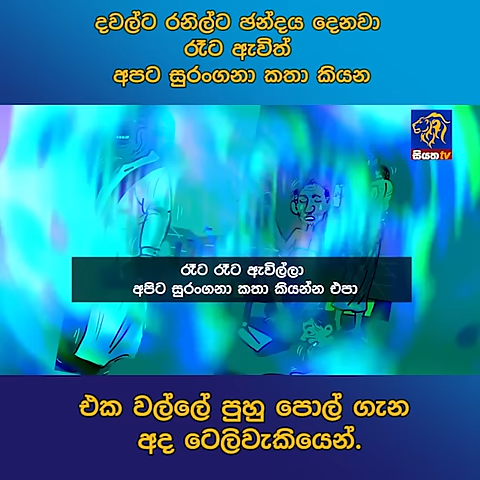 දවල්ට රනිල්ට ඡන්දය දෙනවා
රෑට ඇවිත්
අපට සුරංගනා කතා කියන
සියත tv
රෑට රෑට ඇවිල්ලා
අපිට සුරංගනා කතා කියන්න එපා
එක වල්ලේ පුහු පොල් ගැන
අද ටෙලිවැකියෙන්.